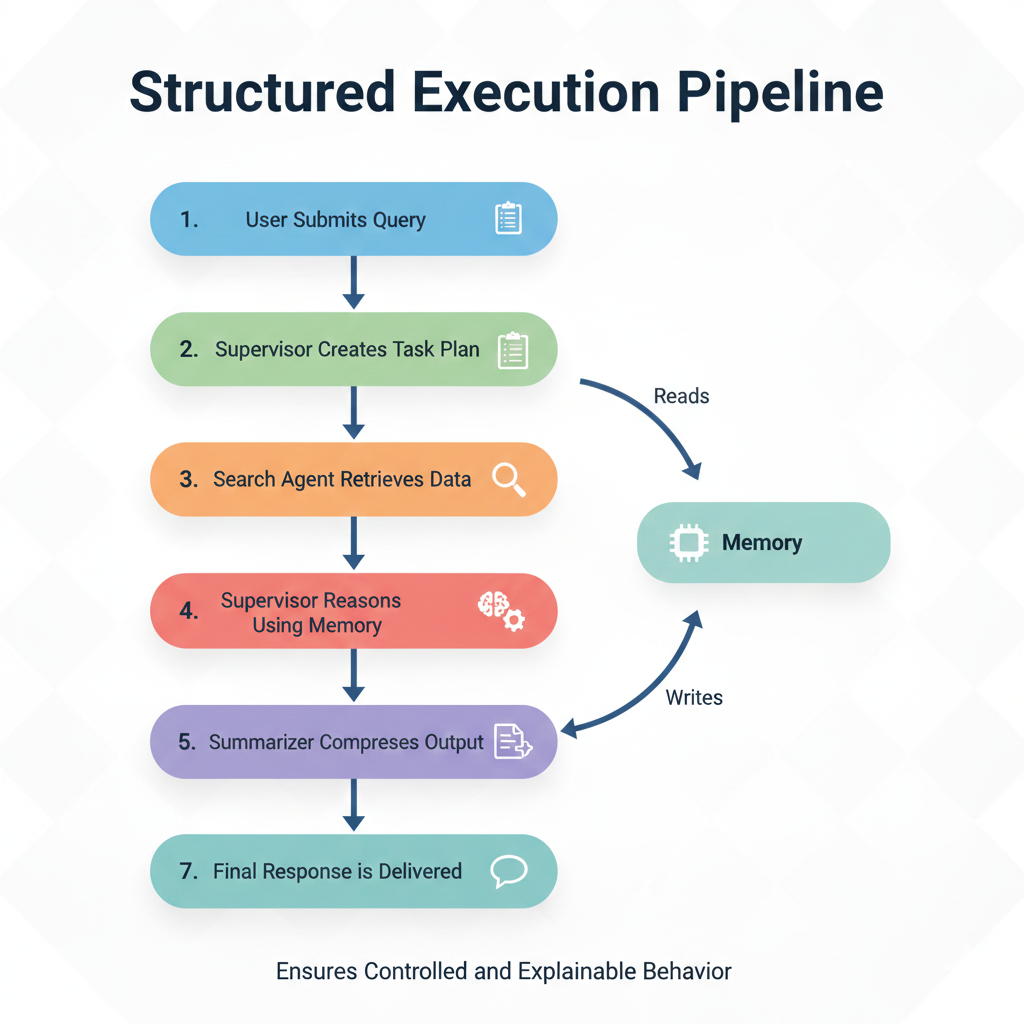 Structured Execution Pipeline
1. User Submits Query
2. Supervisor Creates Task Plan
Reads
3. Search Agent Retrieves Data
Memory
4. Supervisor Reasons
Using Memory
Writes
5. Summarizer Compreses Output
7. Final Response is Delivered
Ensures Controlled and Explainable Behavior